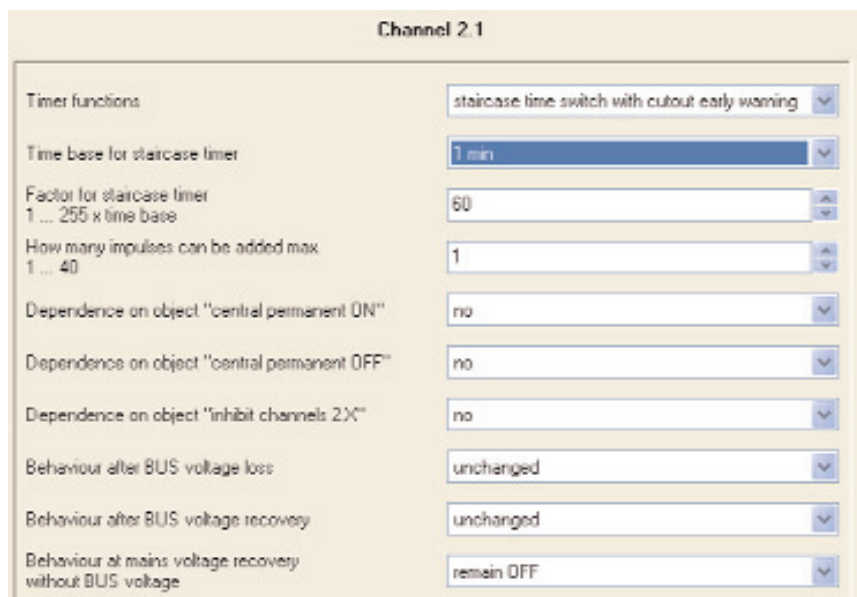 Channel 2.1
Timer functions
staircase time switch with cutout early warning
Time base for staircase timer
1 min
Factor for staircase timer
1 ... 255 x time base
60
How many impulses can be added max.
1 ... 40
1
Dependence on object "central permanent ON"
no
Dependence on object "central permanent OFF"
no
Dependence on object "inhibit channels 2.X"
no
Behaviour after BUS voltage loss
unchanged
Behaviour after BUS voltage recovery
unchanged
Behaviour at mains voltage recovery
without BUS voltage
remain OFF